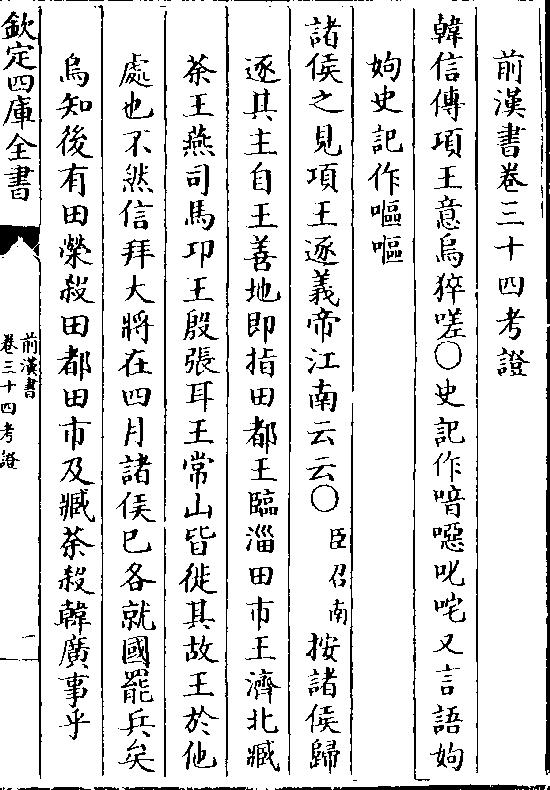 前漢書卷三十四考證
韓信傳項王意烏猝嗟〇史記作喑噁叱咤又言語姁
姁史記作嘔嘔
諸侯之見項王逐義帝江南云云〇臣召南按諸侯歸
逐其主自王善地即指田都王臨淄田市王濟北臧
荼王燕司馬卬王殷張耳王常山皆徙其故王於他
處也不然信拜大將在四月諸侯已各就國罷兵矣
烏知後有田榮殺田都田市及臧荼殺韓廣事乎
欽定四庫全書
前漢書
卷三十四考證
一